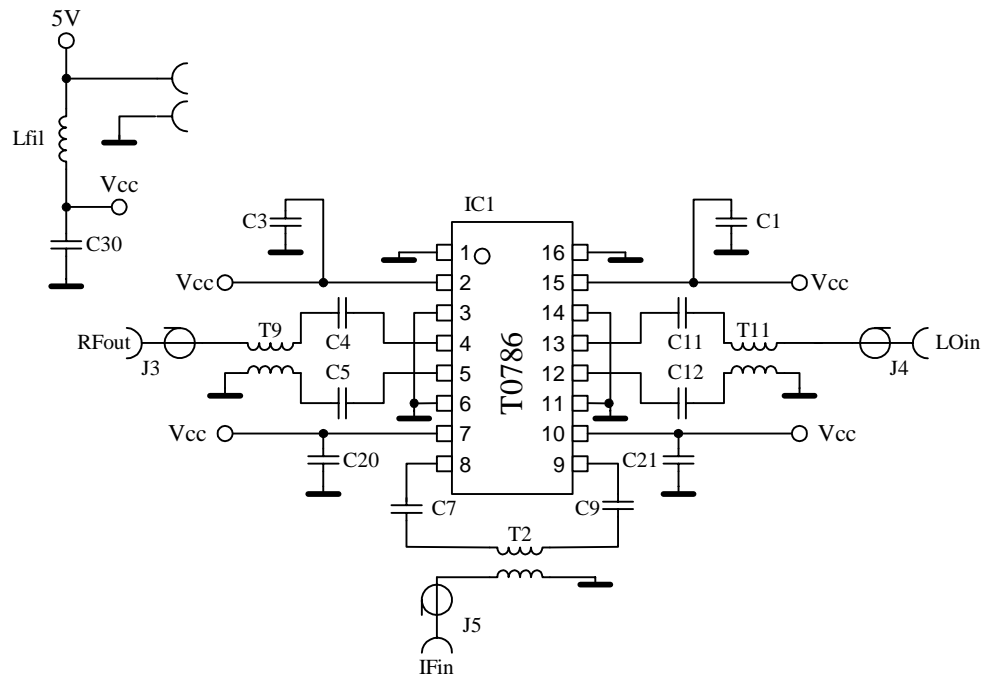 5V
Lfil
Vcc
C30
IC1
C3
C1
1
16
Vcc
2
15
Vcc
3
14
T9
C4
C11
T11
RFout
J3
4
13
J4
LOin
C5
C12
5
12
T0786
6
11
Vcc
7
10
Vcc
C20
C21
8
9
C7
C9
T2
J5
IFin